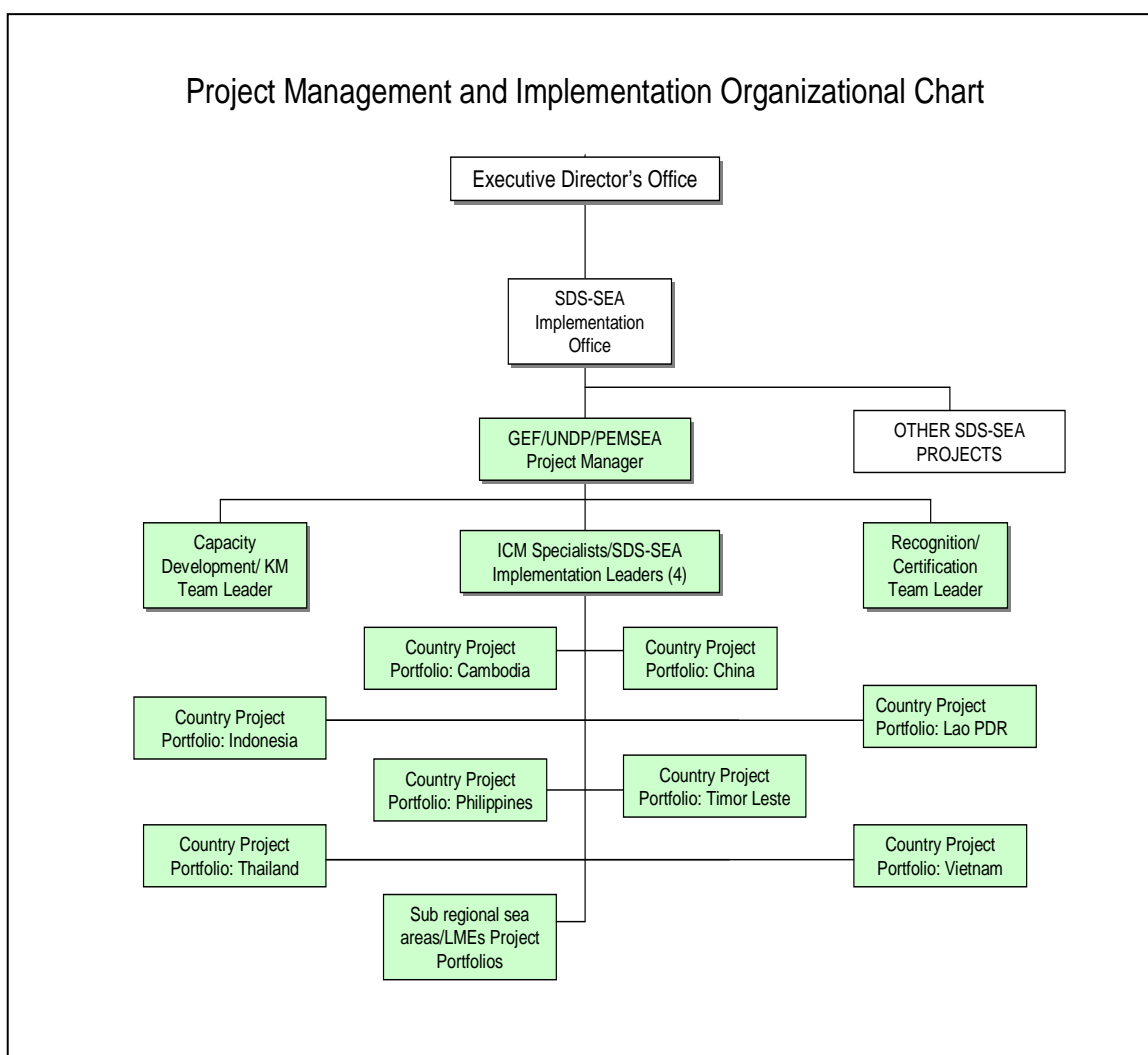 Project Management and Implementation Organizational Chart
Executive Director's Office
SDS-SEA
Implementation
Office
GEF/UNDP/PEMSEA
Project Manager
OTHER SDS-SEA
PROJECTS
Capacity
Development/ KM
Team Leader
ICM Specialists/SDS-SEA
Implementation Leaders (4)
Recognition/
Certification
Team Leader
Country Project
Portfolio: Cambodia
Country Project
Portfolio: China
Country Project
Portfolio: Indonesia
Country Project
Portfolio: Lao PDR
Country Project
Portfolio: Philippines
Country Project
Portfolio: Timor Leste
Country Project
Portfolio: Thailand
Country Project
Portfolio: Vietnam
Sub regional sea
areas/LMEs Project
Portfolios